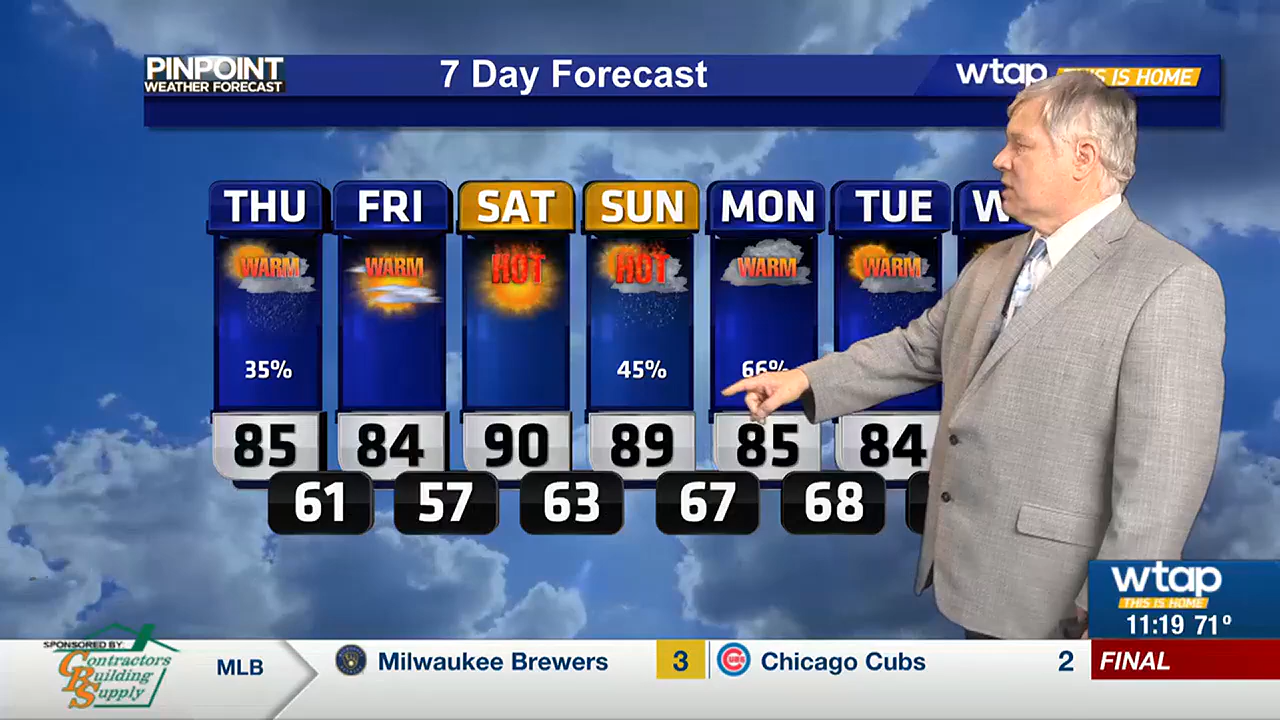 PINPOINT
WEATHER FORECAST
7 Day Forecast
wtap
THIS IS HOME
THU FRI SAT SUN MON TUE W
WARM WARM HOT HOT WARM WARM
35% 45% 66%
85 84 90 89 85 84
61 57 63 67 68
wtap
THIS IS HOME
11:19 71°
SPONSORED BY:
Contractors
Building
Supply
MLB Milwaukee Brewers 3 Chicago Cubs 2 FINAL